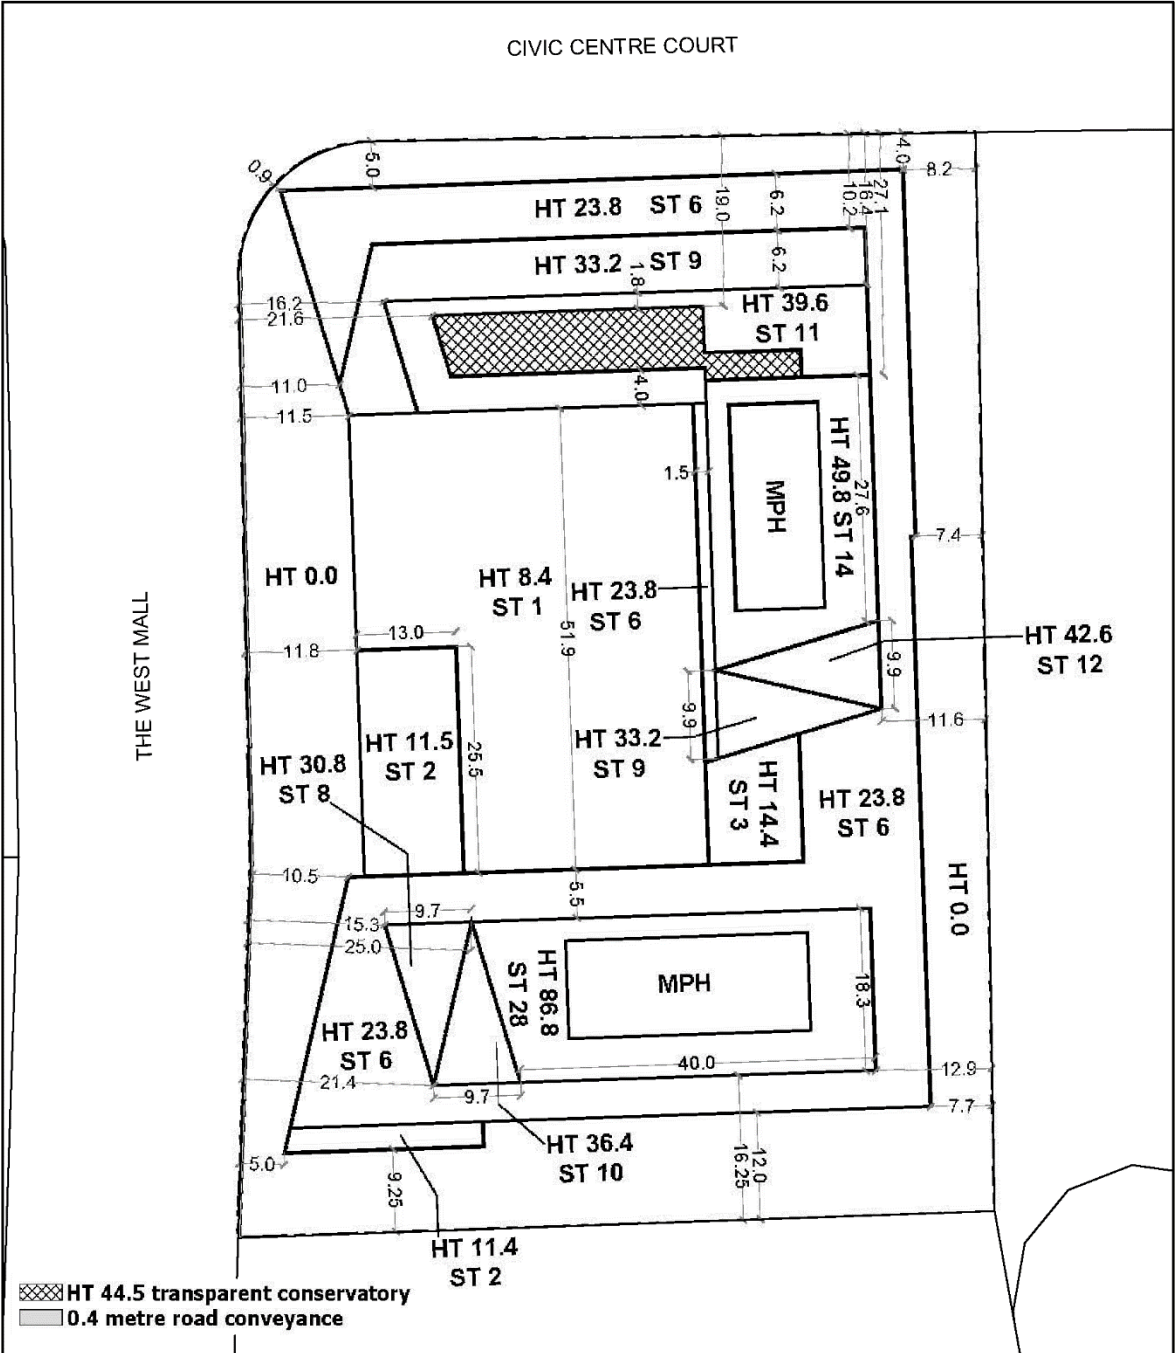 CIVIC CENTRE COURT
0.9
5.0
4.0
8.2
HT 23.8 ST 6
19.0
6.2
10.2
16.4
27.1
HT 33.2 ST 9
6.2
1.8
16.2
21.6
HT 39.6
ST 11
11.0
4.0
11.5
1.5
MPH
HT 49.8 ST 14
27.6
7.4
HT 0.0
HT 8.4
ST 1
HT 23.8
ST 6
THE WEST MALL
13.0
11.8
51.9
9.9
HT 42.6
ST 12
9.9
11.6
HT 11.5
ST 2
25.5
HT 33.2
ST 9
HT 30.8
ST 8
HT 14.4
ST 3
HT 23.8
ST 6
10.5
5.5
HT 0.0
9.7
15.3
25.0
HT 86.8
ST 28
MPH
18.3
HT 23.8
ST 6
21.4
40.0
12.9
9.7
7.7
HT 36.4
ST 10
5.0
9.25
16.25
12.0
HT 11.4
ST 2
HT 44.5 transparent conservatory
0.4 metre road conveyance